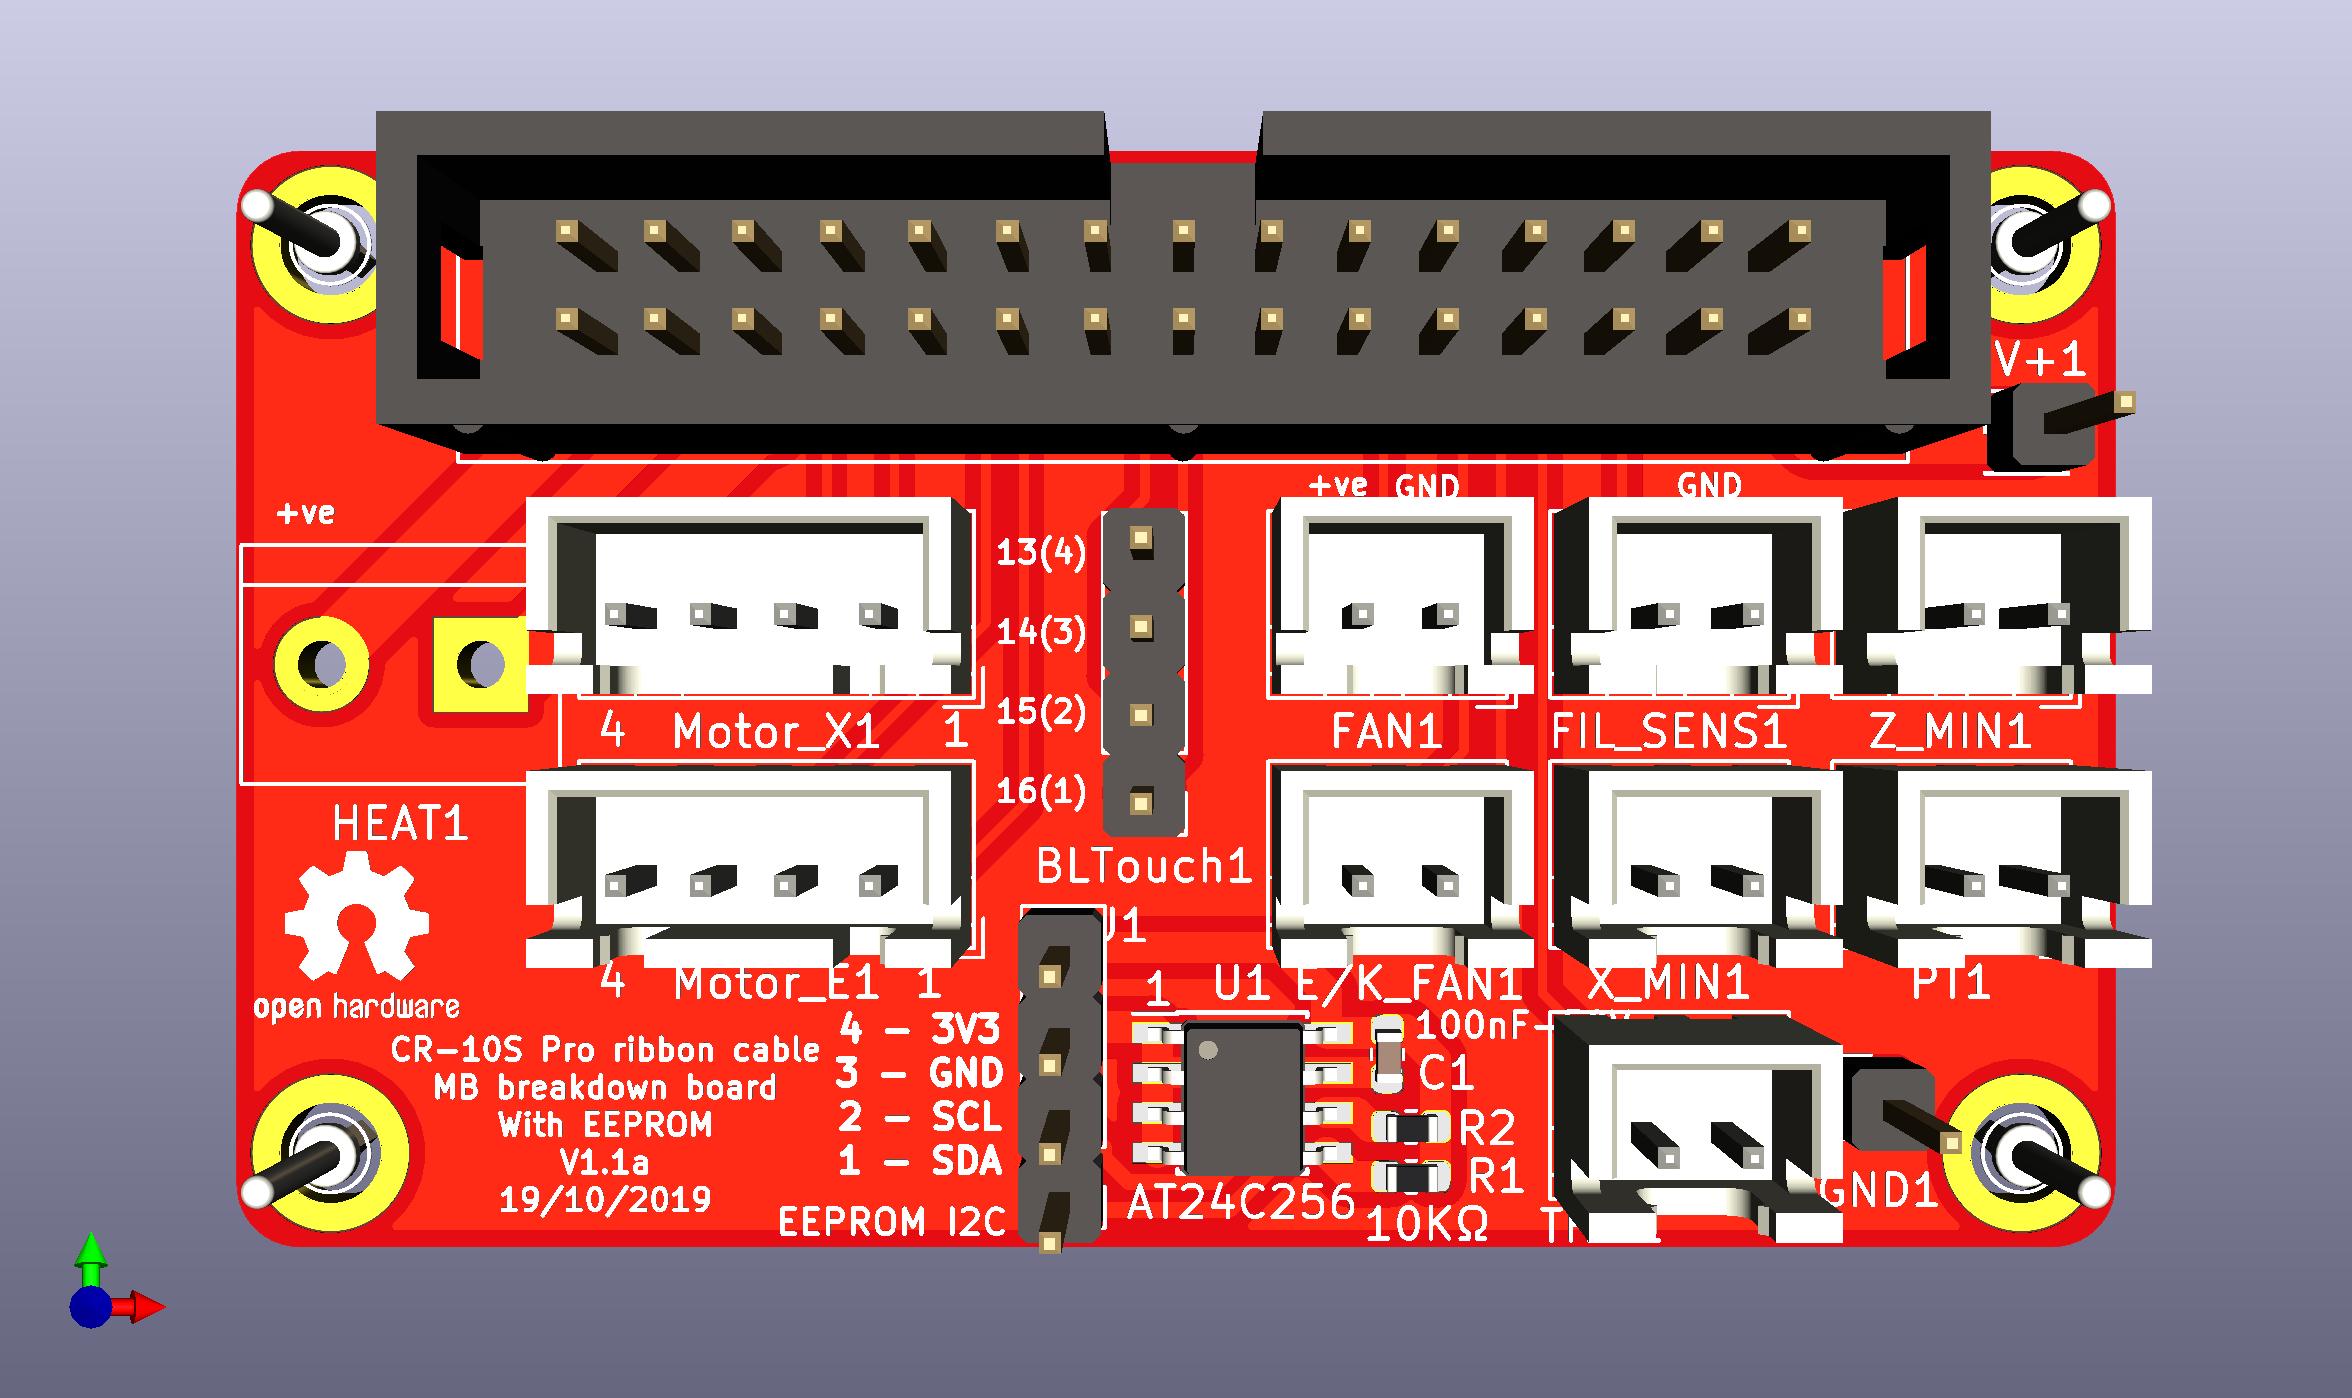 V+1
+ve GND
GND
+ve
13(4)
14(3)
15(2)
16(1)
4 Motor_X1 1
FAN1
FIL_SENS1
Z_MIN1
HEAT1
BLTouch1
open hardware
4 Motor_E1 1
1
U1
E/K_FAN1
X_MIN1
PT1
CR-10S Pro ribbon cable
MB breakdown board
With EEPROM
V1.1a
19/10/2019
4 - 3V3
3 - GND
2 - SCL
1 - SDA
EEPROM I2C
100nF
C1
R2
R1
AT24C256
10KΩ
GND1